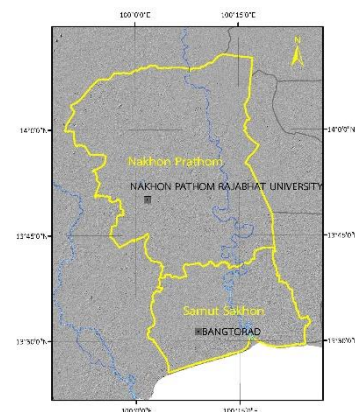 100°0'0"E 100°15'0"E
N
14°0'0"N 14°0'0"N
Nakhon Prathom
NAKHON PATHOM RAJABHAT UNIVERSITY
13°45'0"N 13°45'0"N
Samut Sakhon
BANGTORAD
13°30'0"N 13°30'0"N
100°0'0"E 100°15'0"E